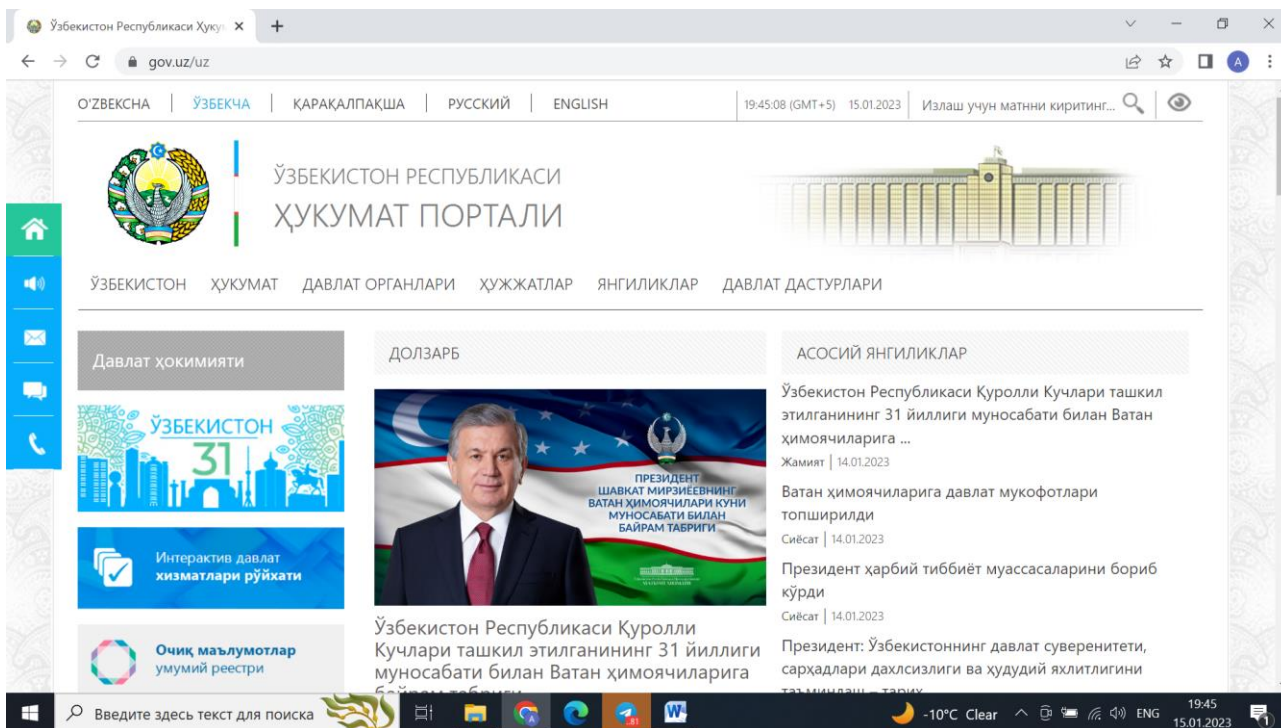 Ўзбекистон Республикаси Ҳуку
gov.uz/uz
A
O'ZBEKCHA | ЎЗБЕКЧА | ҚАРАҚАЛПАҚША | РУССКИЙ | ENGLISH
19:45:08 (GMT+5) 15.01.2023
Излаш учун матнни киритинг...
ЎЗБЕКИСТОН РЕСПУБЛИКАСИ
ҲУКУМАТ ПОРТАЛИ
ЎЗБЕКИСТОН ҲУКУМАТ ДАВЛАТ ОРГАНЛАРИ ҲУЖЖАТЛАР ЯНГИЛИКЛАР ДАВЛАТ ДАСТУРЛАРИ
Давлат ҳокимияти
ЎЗБЕКИСТОН
31
Интерактив давлат
хизматлари рўйхати
Очиқ маълумотлар
умумий реестри
ДОЛЗАРБ
ПРЕЗИДЕНТ
ШАВКАТ МИРЗИЁЕВНИНГ
ВАТАН ҲИМОЯЧИЛАРИ КУНИ
МУНОСАБАТИ БИЛАН
БАЙРАМ ТАБРИГИ
Ўзбекистон Республикаси Қуролли
Кучлари ташкил этилганининг 31 йиллиги
муносабати билан Ватан ҳимоячиларига
байрам табриги
АСОСИЙ ЯНГИЛИКЛАР
Ўзбекистон Республикаси Қуролли Кучлари ташкил
этилганининг 31 йиллиги муносабати билан Ватан
ҳимоячиларига ...
Жамият | 14.01.2023
Ватан ҳимоячиларига давлат мукофотлари
топширилди
Сиёсат | 14.01.2023
Президент ҳарбий тиббиёт муассасаларини бориб
кўрди
Сиёсат | 14.01.2023
Президент: Ўзбекистоннинг давлат суверенитети,
сарҳадлари дахлсизлиги ва ҳудудий яхлитлигини
таъминлаш – тарих
Введите здесь текст для поиска
81
-10°C Clear
ENG
19:45
15.01.2023